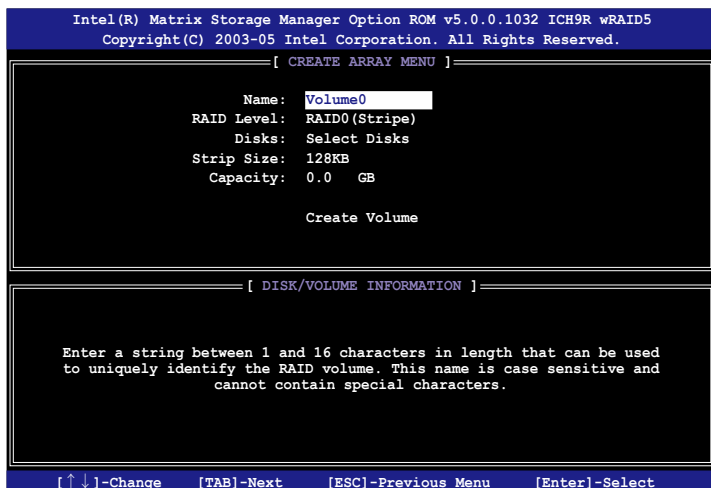 Intel(R) Matrix Storage Manager Option ROM v5.0.0.1032 ICH9R wRAID5
Copyright(C) 2003-05 Intel Corporation. All Rights Reserved.
[ CREATE ARRAY MENU ]
Name: Volume0
RAID Level: RAID0(Stripe)
Disks: Select Disks
Strip Size: 128KB
Capacity: 0.0 GB
Create Volume
[ DISK/VOLUME INFORMATION ]
Enter a string between 1 and 16 characters in length that can be used
to uniquely identify the RAID volume. This name is case sensitive and
cannot contain special characters.
[↑↓]-Change [TAB]-Next [ESC]-Previous Menu [Enter]-Select